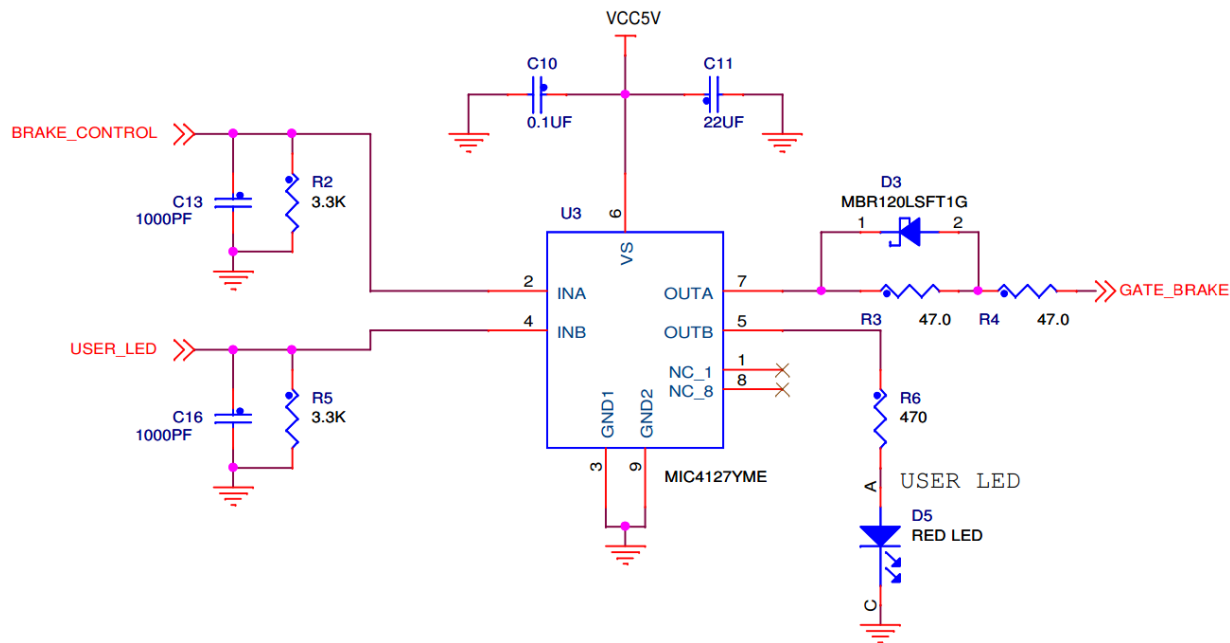 VCC5V
C10
C11
0.1UF
22UF
BRAKE_CONTROL
C13
1000PF
R2
3.3K
USER_LED
C16
1000PF
R5
3.3K
U3
6
VS
2
INA
4
INB
OUTA
7
OUTB
5
NC_1
1
NC_8
8
GND1
GND2
3
9
MIC4127YME
D3
MBR120LSFT1G
1
2
R3
47.0
R4
47.0
GATE_BRAKE
R6
470
A
USER LED
D5
RED LED
C